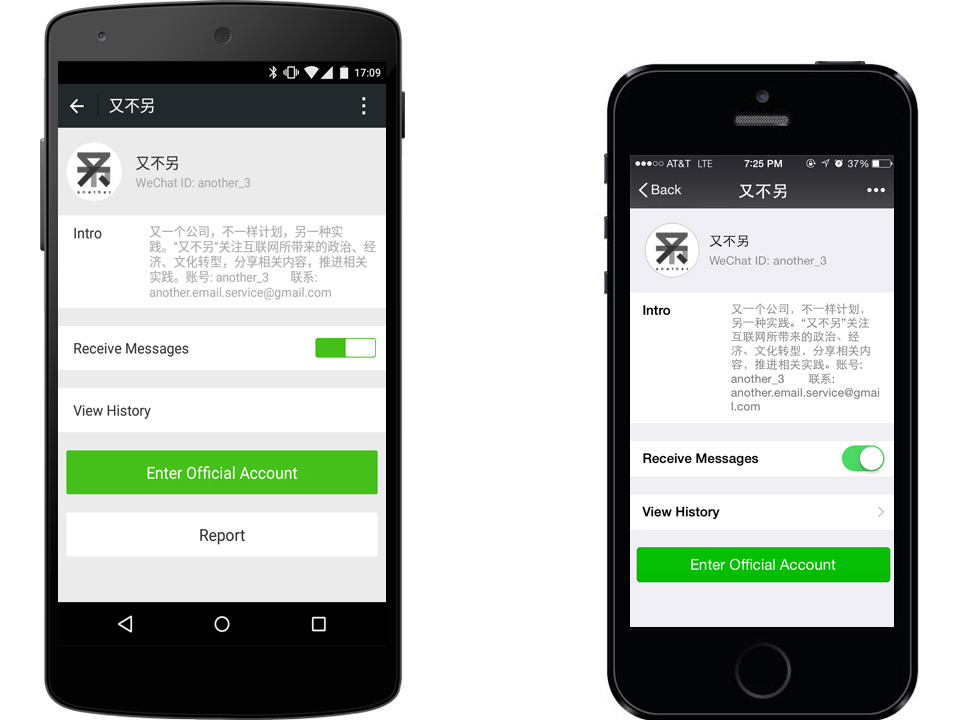 17:09
又不另
another
又不另
WeChat ID: another_3
Intro
又一个公司，不一样计划，另一种实
践。“又不另“关注互联网所带来的政治、经
济、文化转型，分享相关内容，推进相关
实践。账号: another_3 联系:
another.email.service@gmail.com
Receive Messages
View History
Enter Official Account
Report
AT&T LTE 7:25 PM 37%
Back 又不另
another
又不另
WeChat ID: another_3
Intro
又一个公司，不一样计划，
另一种实践。“又不另”关注
互联网所带来的政治、经
济、文化转型，分享相关内
容，推进相关实践。账号:
another_3 联系:
another.email.service@gmai
l.com
Receive Messages
View History
Enter Official Account